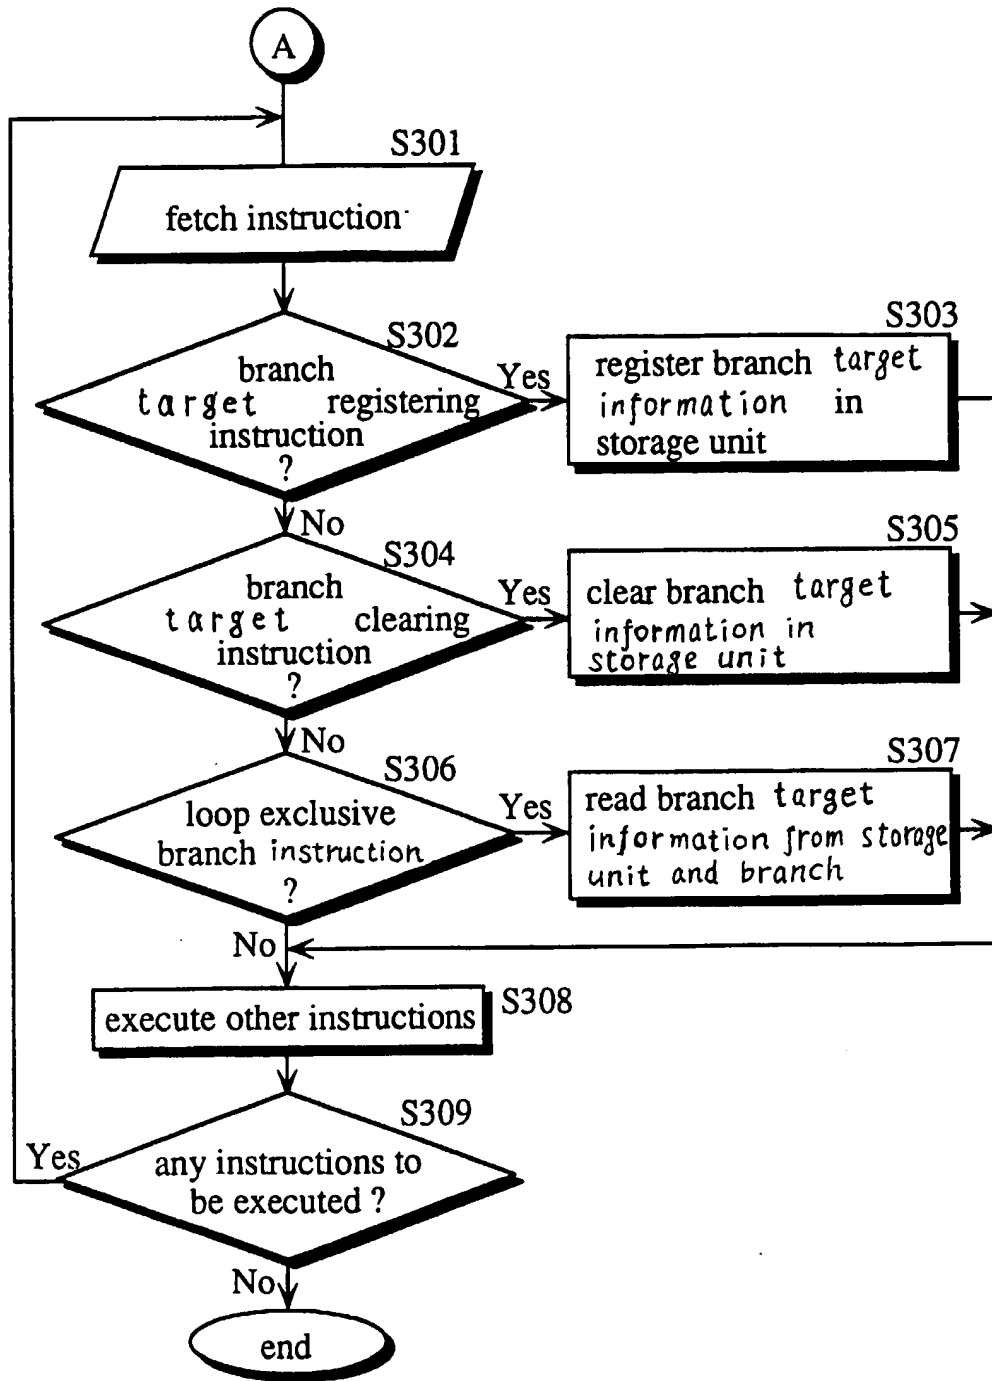 A
S301
fetch instruction
S302
branch
target registering
instruction
?
Yes
S303
register branch target
information in
storage unit
No
S304
branch
target clearing
instruction
?
Yes
S305
clear branch target
information in
storage unit
No
S306
loop exclusive
branch instruction
?
Yes
S307
read branch target
information from storage
unit and branch
No
execute other instructions
S308
S309
Yes
any instructions to
be executed ?
No
end